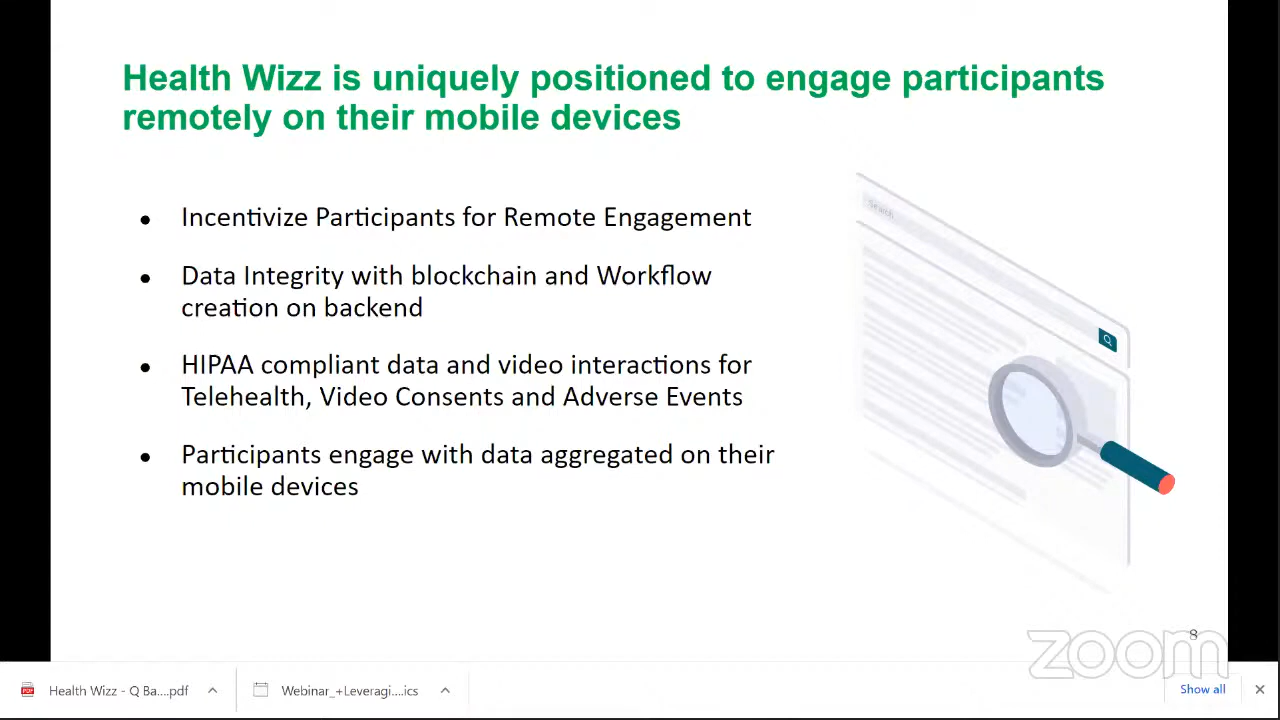 Health Wizz is uniquely positioned to engage participants
remotely on their mobile devices
Search
● Incentivize Participants for Remote Engagement
● Data Integrity with blockchain and Workflow
creation on backend
● HIPAA compliant data and video interactions for
Telehealth, Video Consents and Adverse Events
● Participants engage with data aggregated on their
mobile devices
8
zoom
Health Wizz - Q Ba....pdf
Webinar_+Leveragi....ics
Show all